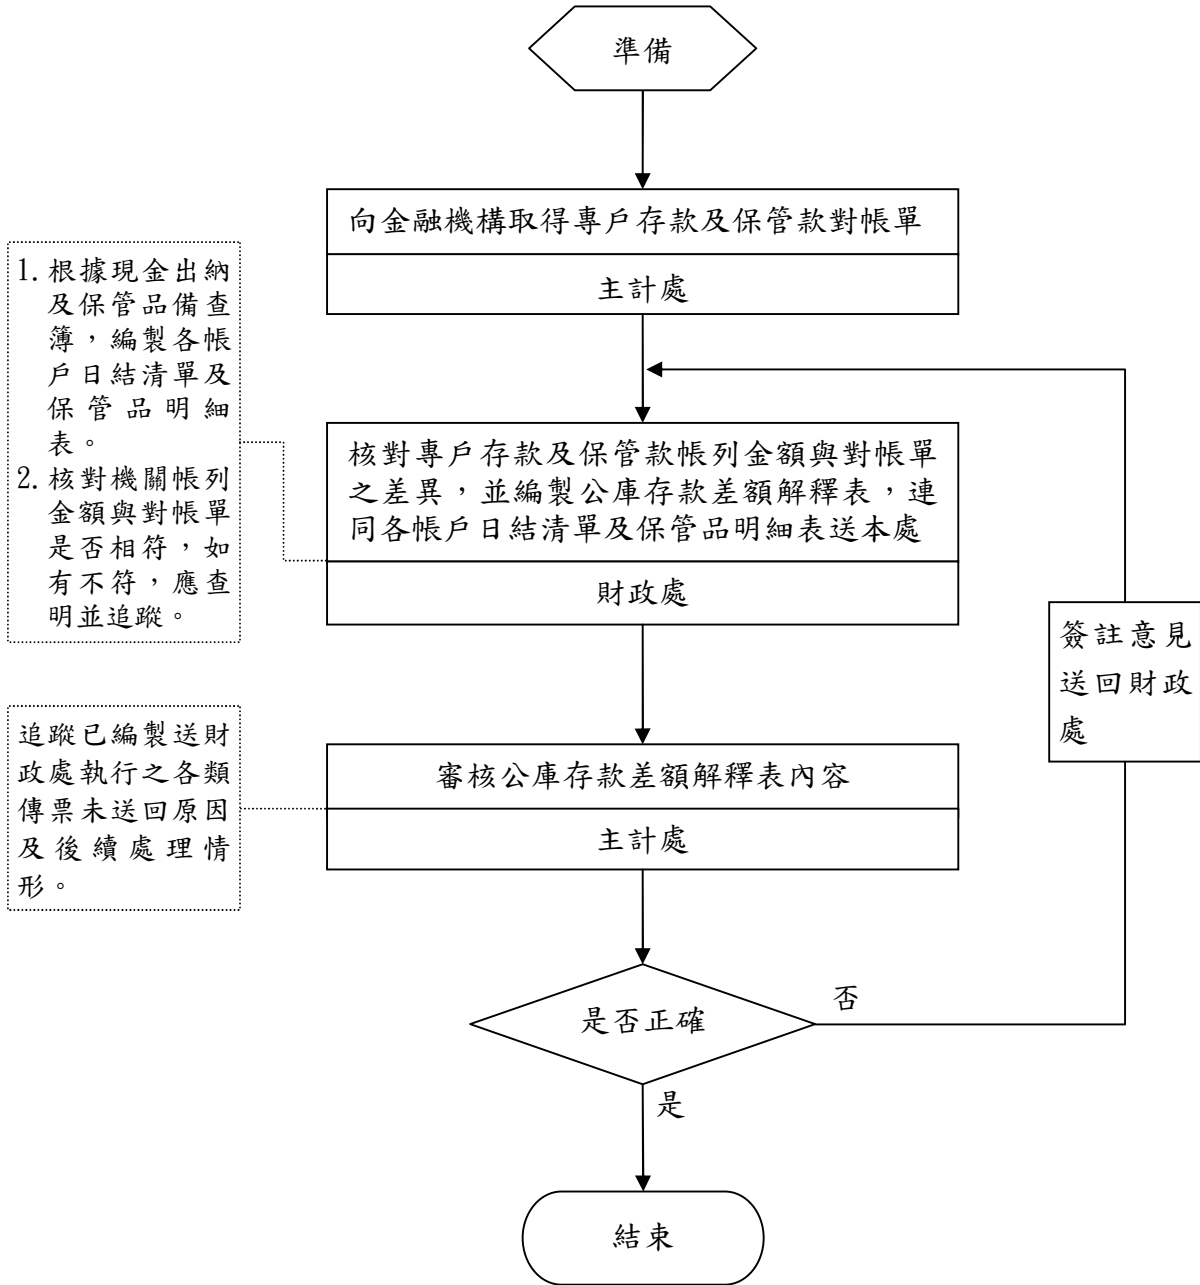 準備
向金融機構取得專戶存款及保管款對帳單
主計處
1. 根據現金出納
及保管品備查
簿，編製各帳
戶日結清單及
保管品明細
表。
2. 核對機關帳列
金額與對帳單
是否相符，如
有不符，應查
明並追蹤。
核對專戶存款及保管款帳列金額與對帳單
之差異，並編製公庫存款差額解釋表，連
同各帳戶日結清單及保管品明細表送本處
財政處
簽註意見
送回財政
處
追蹤已編製送財
政處執行之各類
傳票未送回原因
及後續處理情
形。
審核公庫存款差額解釋表內容
主計處
是否正確
否
是
結束